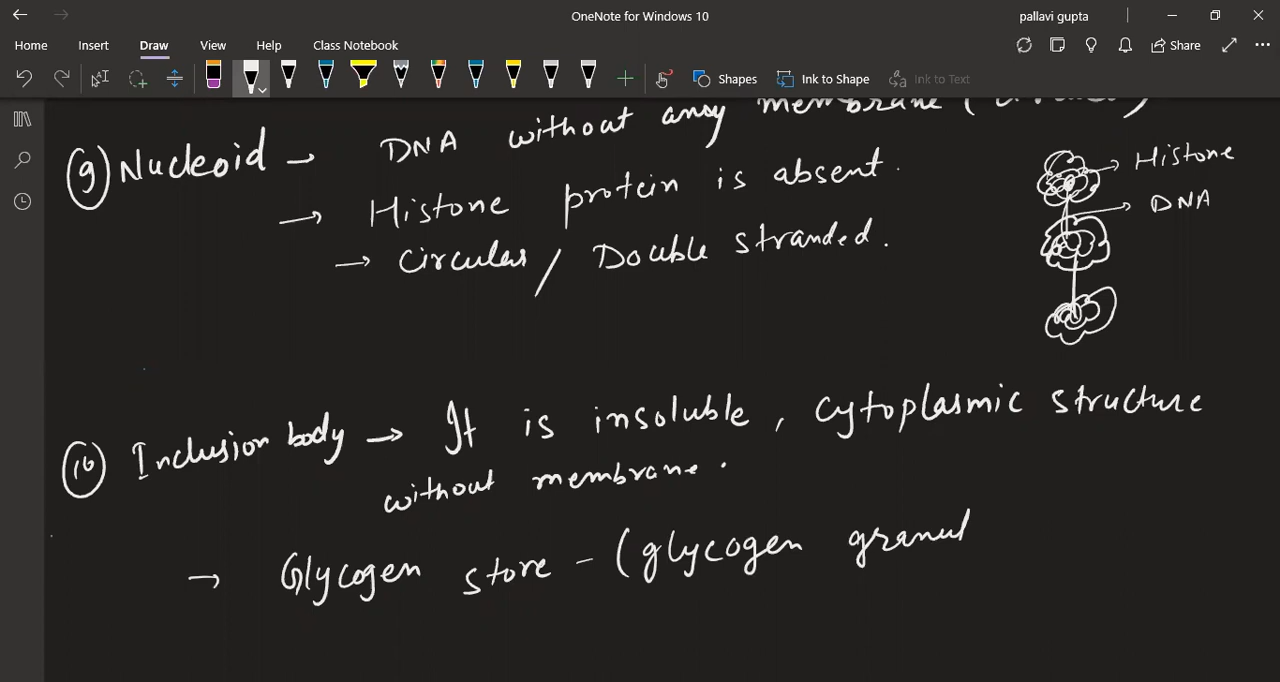 OneNote for Windows 10
pallavi gupta
Home Insert Draw View Help Class Notebook
Share
Shapes Ink to Shape Ink to Text
(9) Nucleoid - DNA without any membrane (
→ Histone protein is absent.
→ Circular / Double stranded.
Histone
DNA
(10) Inclusion body → It is insoluble, cytoplasmic structure
without membrane.
→ Glycogen store - (glycogen granul